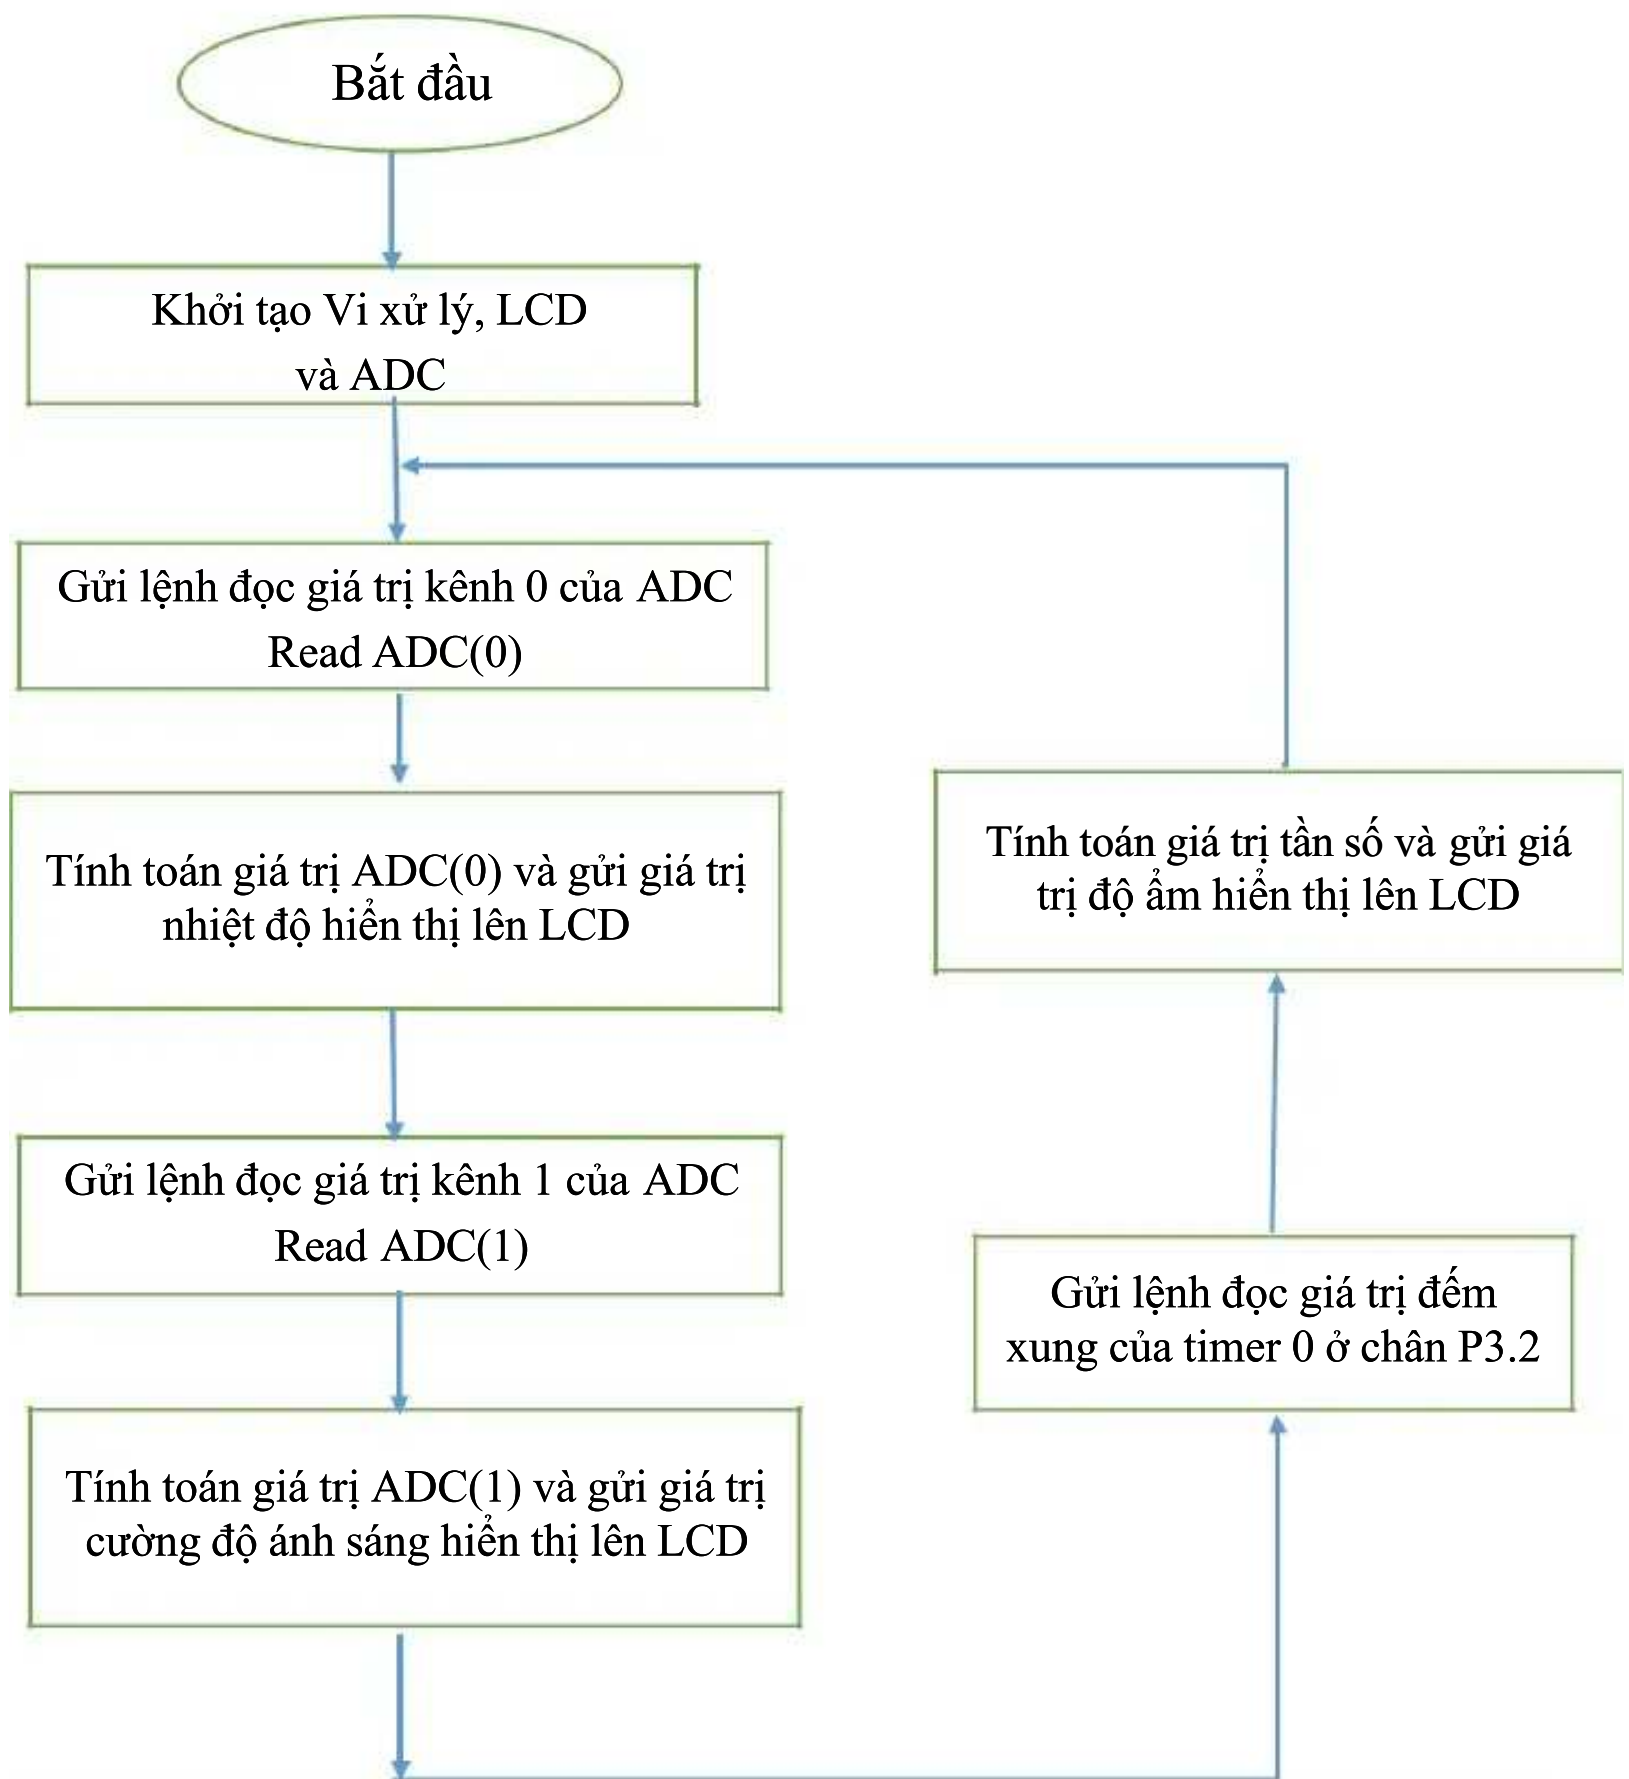 Bắt đầu
Khởi tạo Vi xử lý, LCD
và ADC
Gửi lệnh đọc giá trị kênh 0 của ADC
Read ADC(0)
Tính toán giá trị ADC(0) và gửi giá trị
nhiệt độ hiển thị lên LCD
Gửi lệnh đọc giá trị kênh 1 của ADC
Read ADC(1)
Tính toán giá trị ADC(1) và gửi giá trị
cường độ ánh sáng hiển thị lên LCD
Gửi lệnh đọc giá trị đếm
xung của timer 0 ở chân P3.2
Tính toán giá trị tần số và gửi giá
trị độ ẩm hiển thị lên LCD